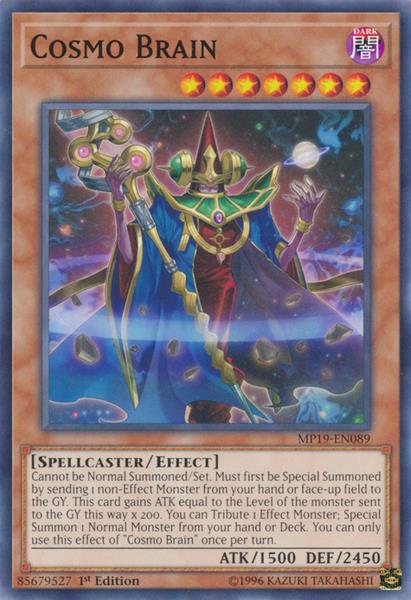 COSMO BRAIN
DARK
闇
MP19-EN089
[SPELLCASTER/EFFECT]
Cannot be Normal Summoned/Set. Must first be Special Summoned
by sending 1 non-Effect Monster from your hand or face-up field to
the GY. This card gains ATK equal to the Level of the monster sent
to the GY this way x 200. You can Tribute 1 Effect Monster; Special
Summon 1 Normal Monster from your hand or Deck. You can only
use this effect of "Cosmo Brain" once per turn.
ATK/1500 DEF/2450
85679527 1st Edition ©1996 KAZUKI TAKAHASHI